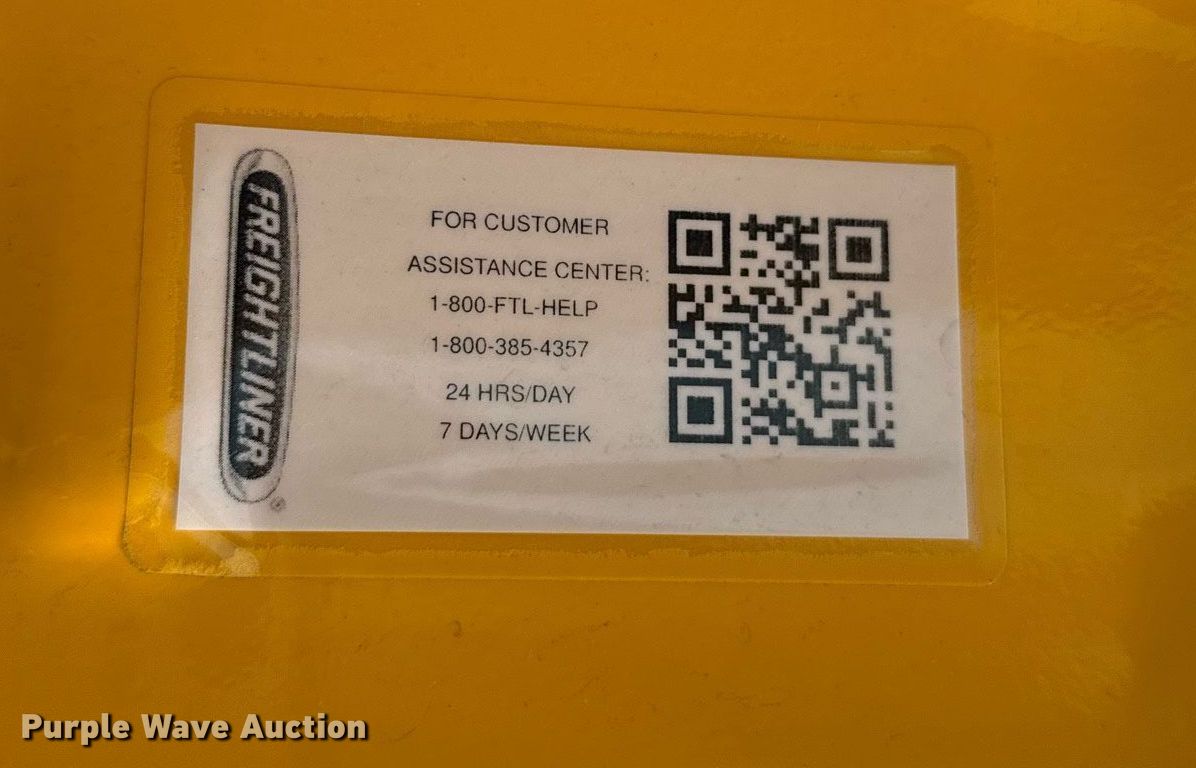 FREIGHTLINER®
FOR CUSTOMER
ASSISTANCE CENTER:
1-800-FTL-HELP
1-800-385-4357
24 HRS/DAY
7 DAYS/WEEK
Purple Wave Auction